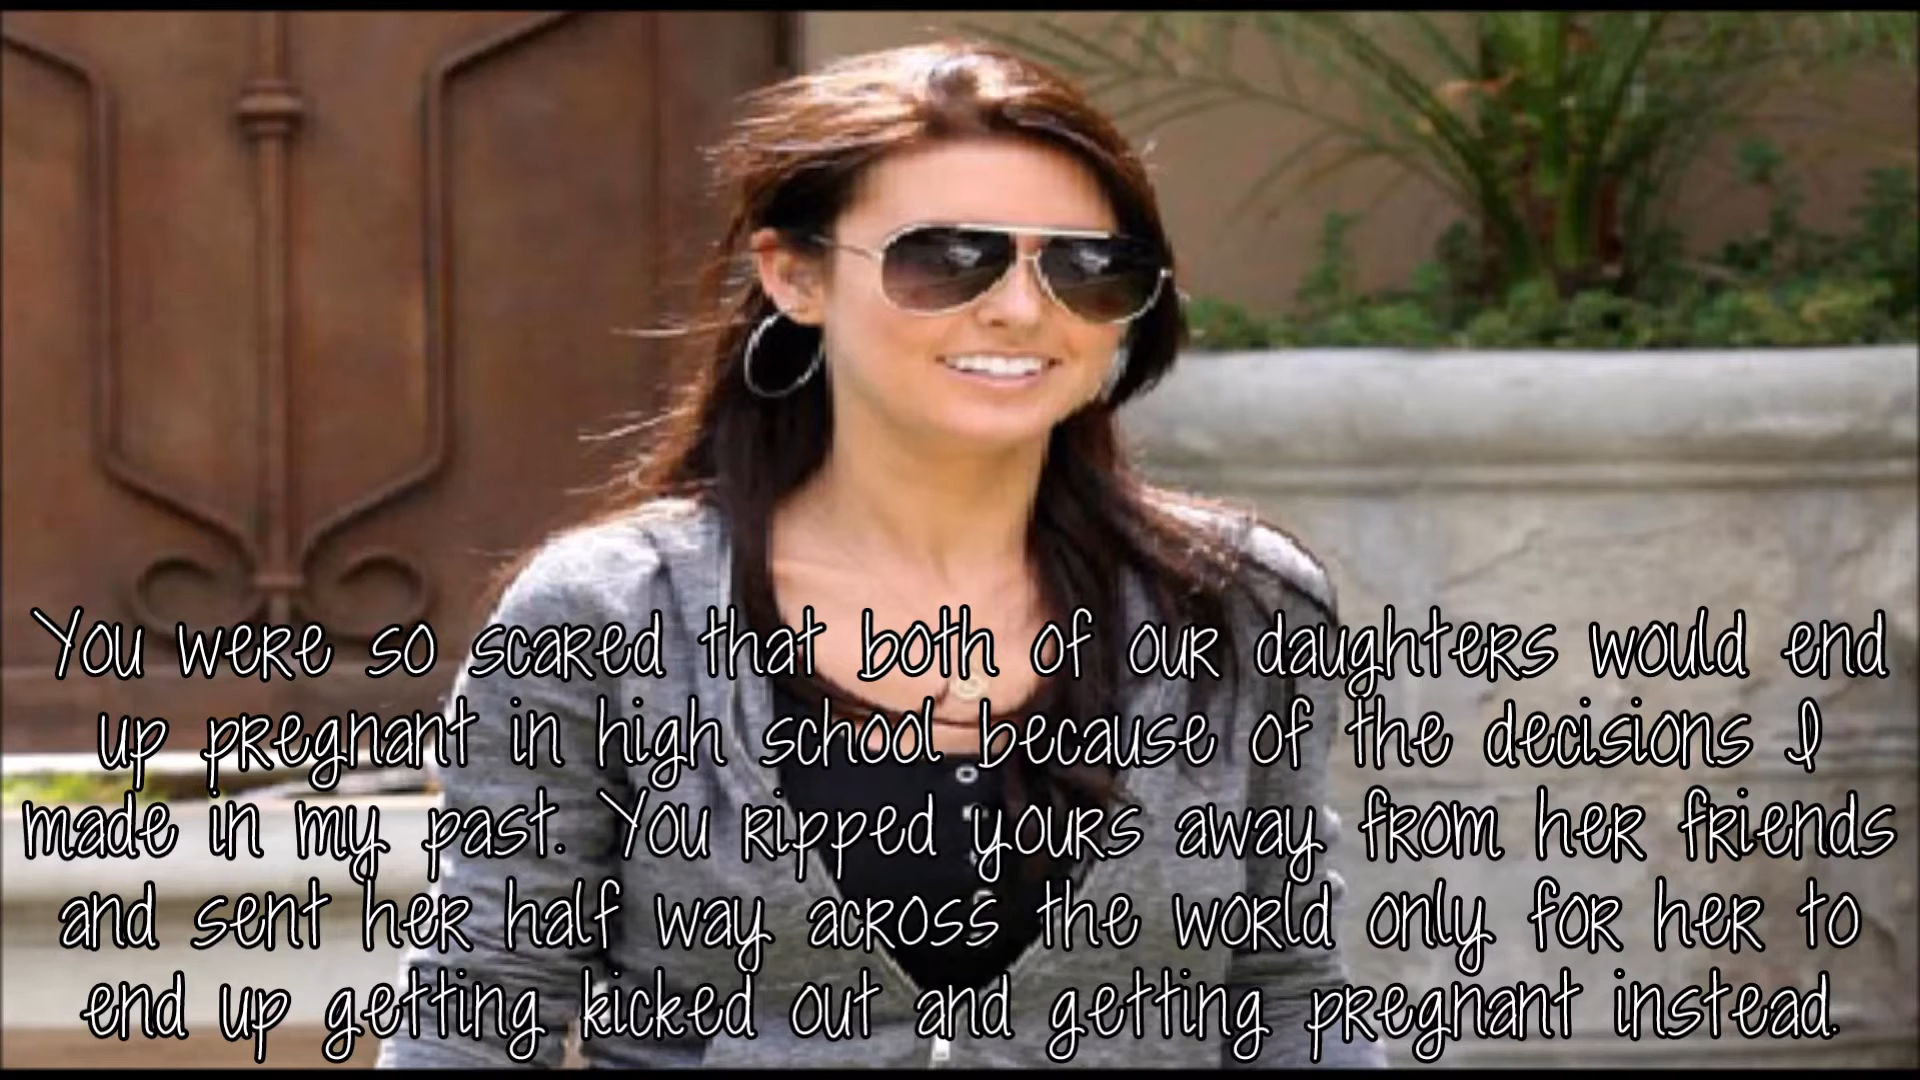 You were so scared that both of our daughters would end
up pregnant in high school because of the decisions I
made in my past. You ripped yours away from her friends
and sent her half way across the world only for her to
end up getting kicked out and getting pregnant instead.